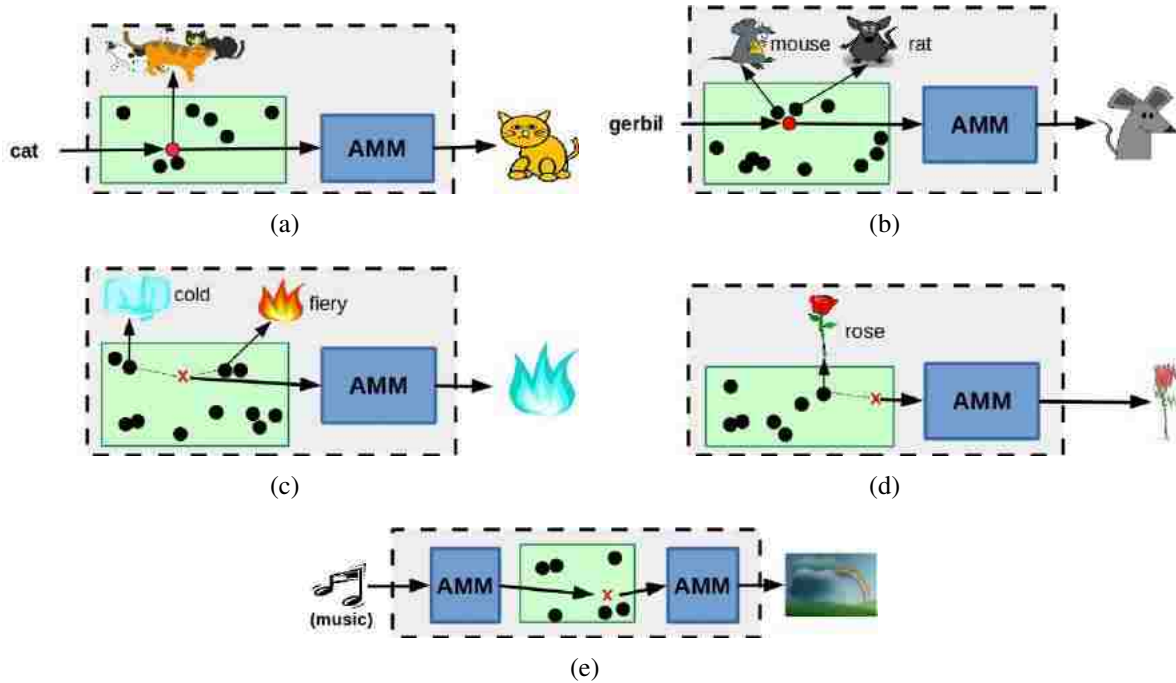 cat
AMM
(a)
mouse
rat
gerbil
AMM
(b)
cold
fiery
x
AMM
(c)
rose
x
AMM
(d)
(music)
AMM
x
AMM
(e)